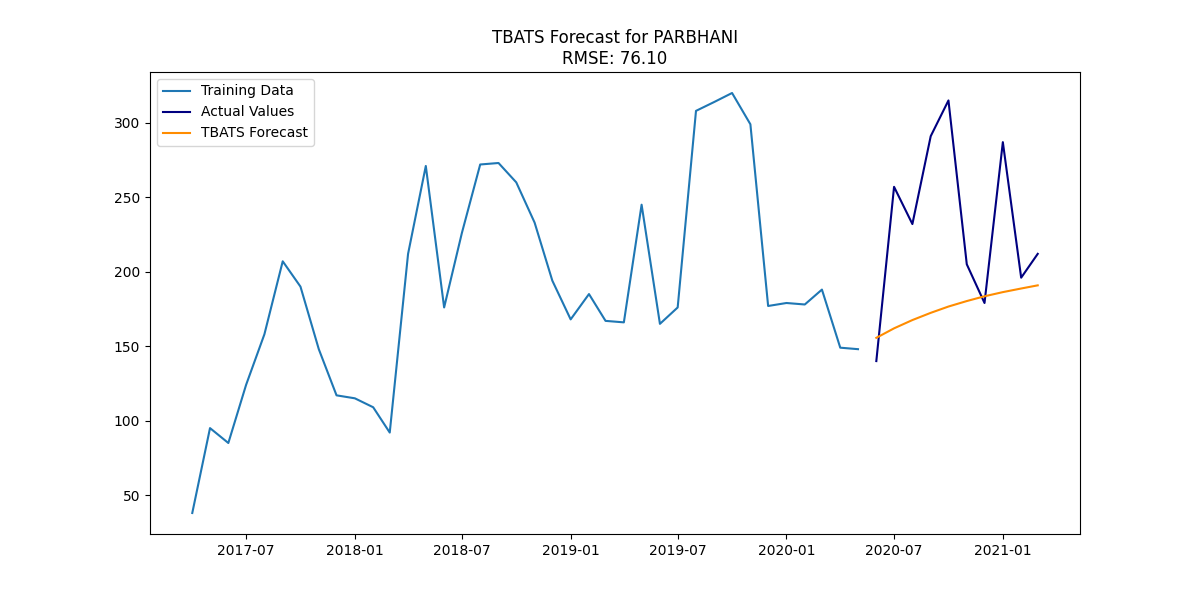 TBATS Forecast for PARBHANI
RMSE: 76.10
Training Data
Actual Values
TBATS Forecast
300
250
200
150
100
50
2017-07 2018-01 2018-07 2019-01 2019-07 2020-01 2020-07 2021-01